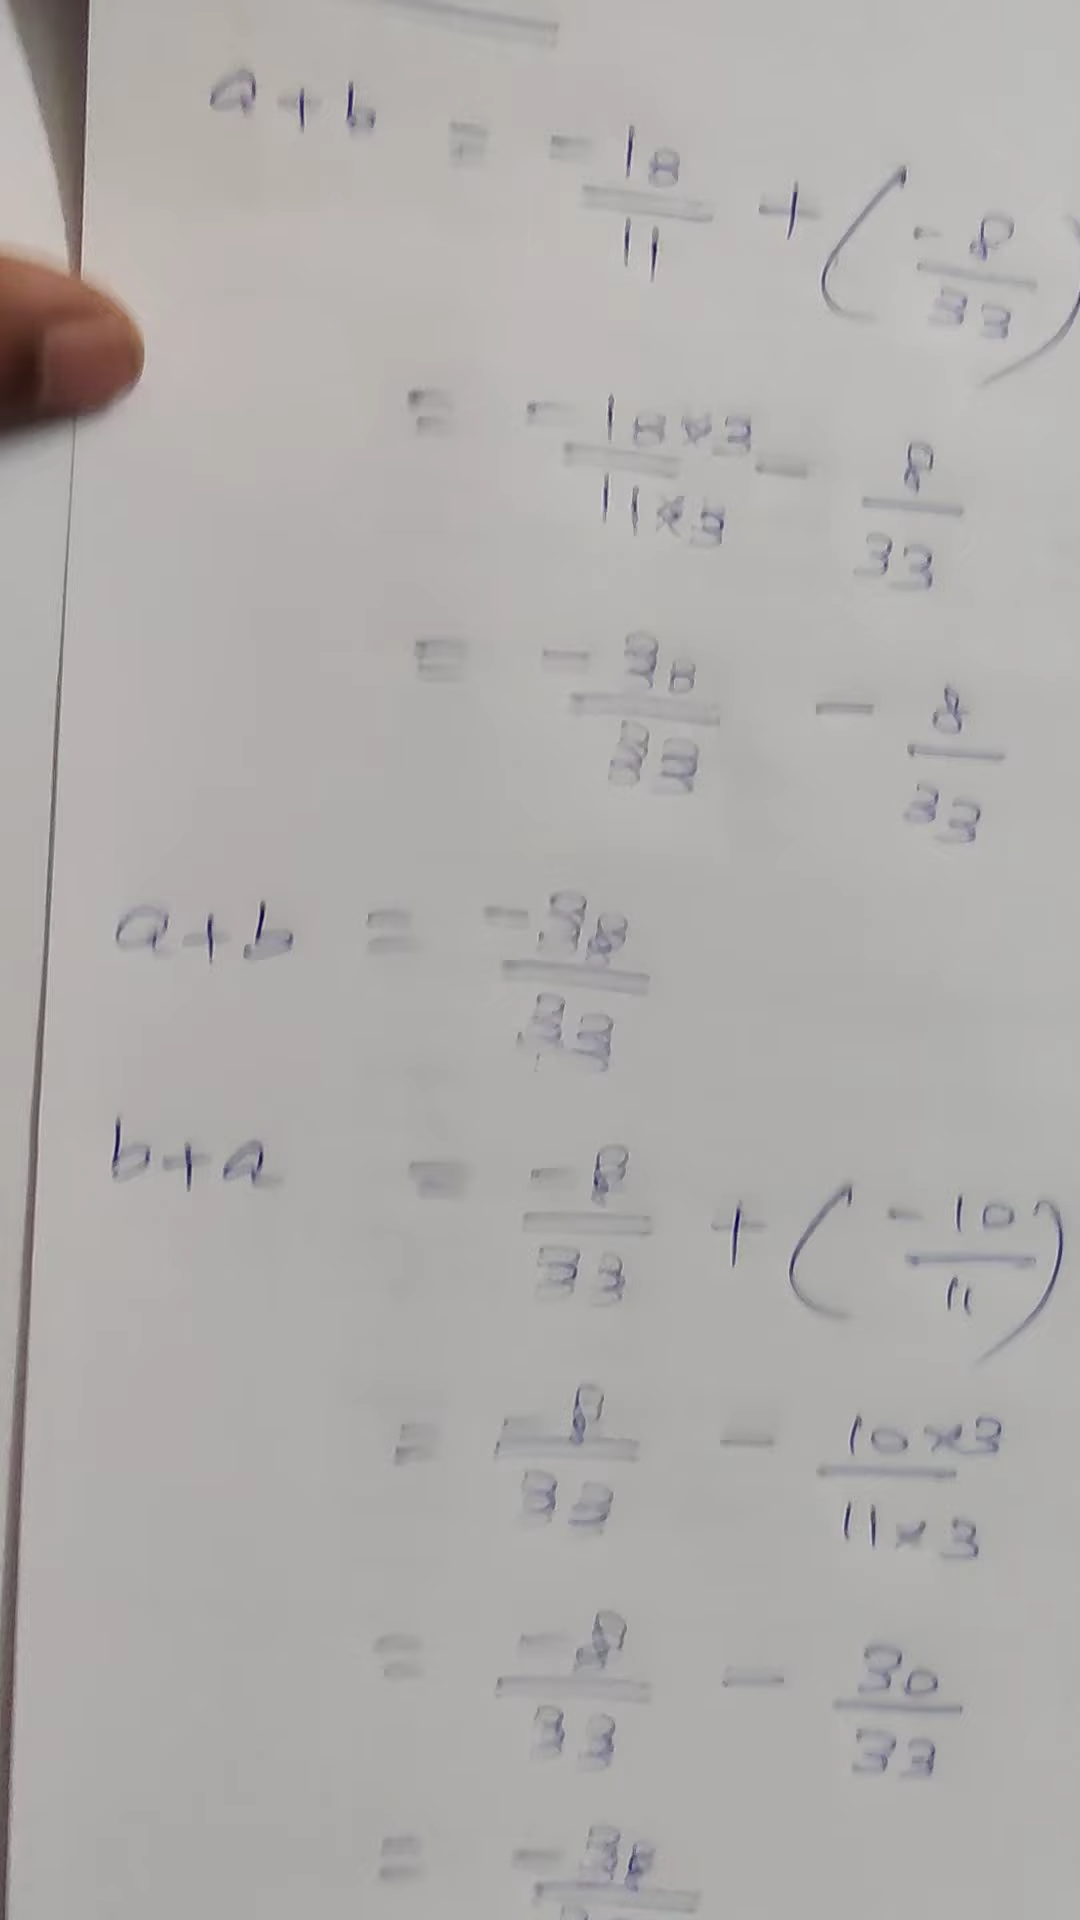 a + b = -10/11 + (-8/33)
= -10×3/11×3 - 8/33
= -30/33 - 8/33
a + b = -38/33
b + a = -8/33 + (-10/11)
= -8/33 - 10×3/11×3
= -8/33 - 30/33
= -38